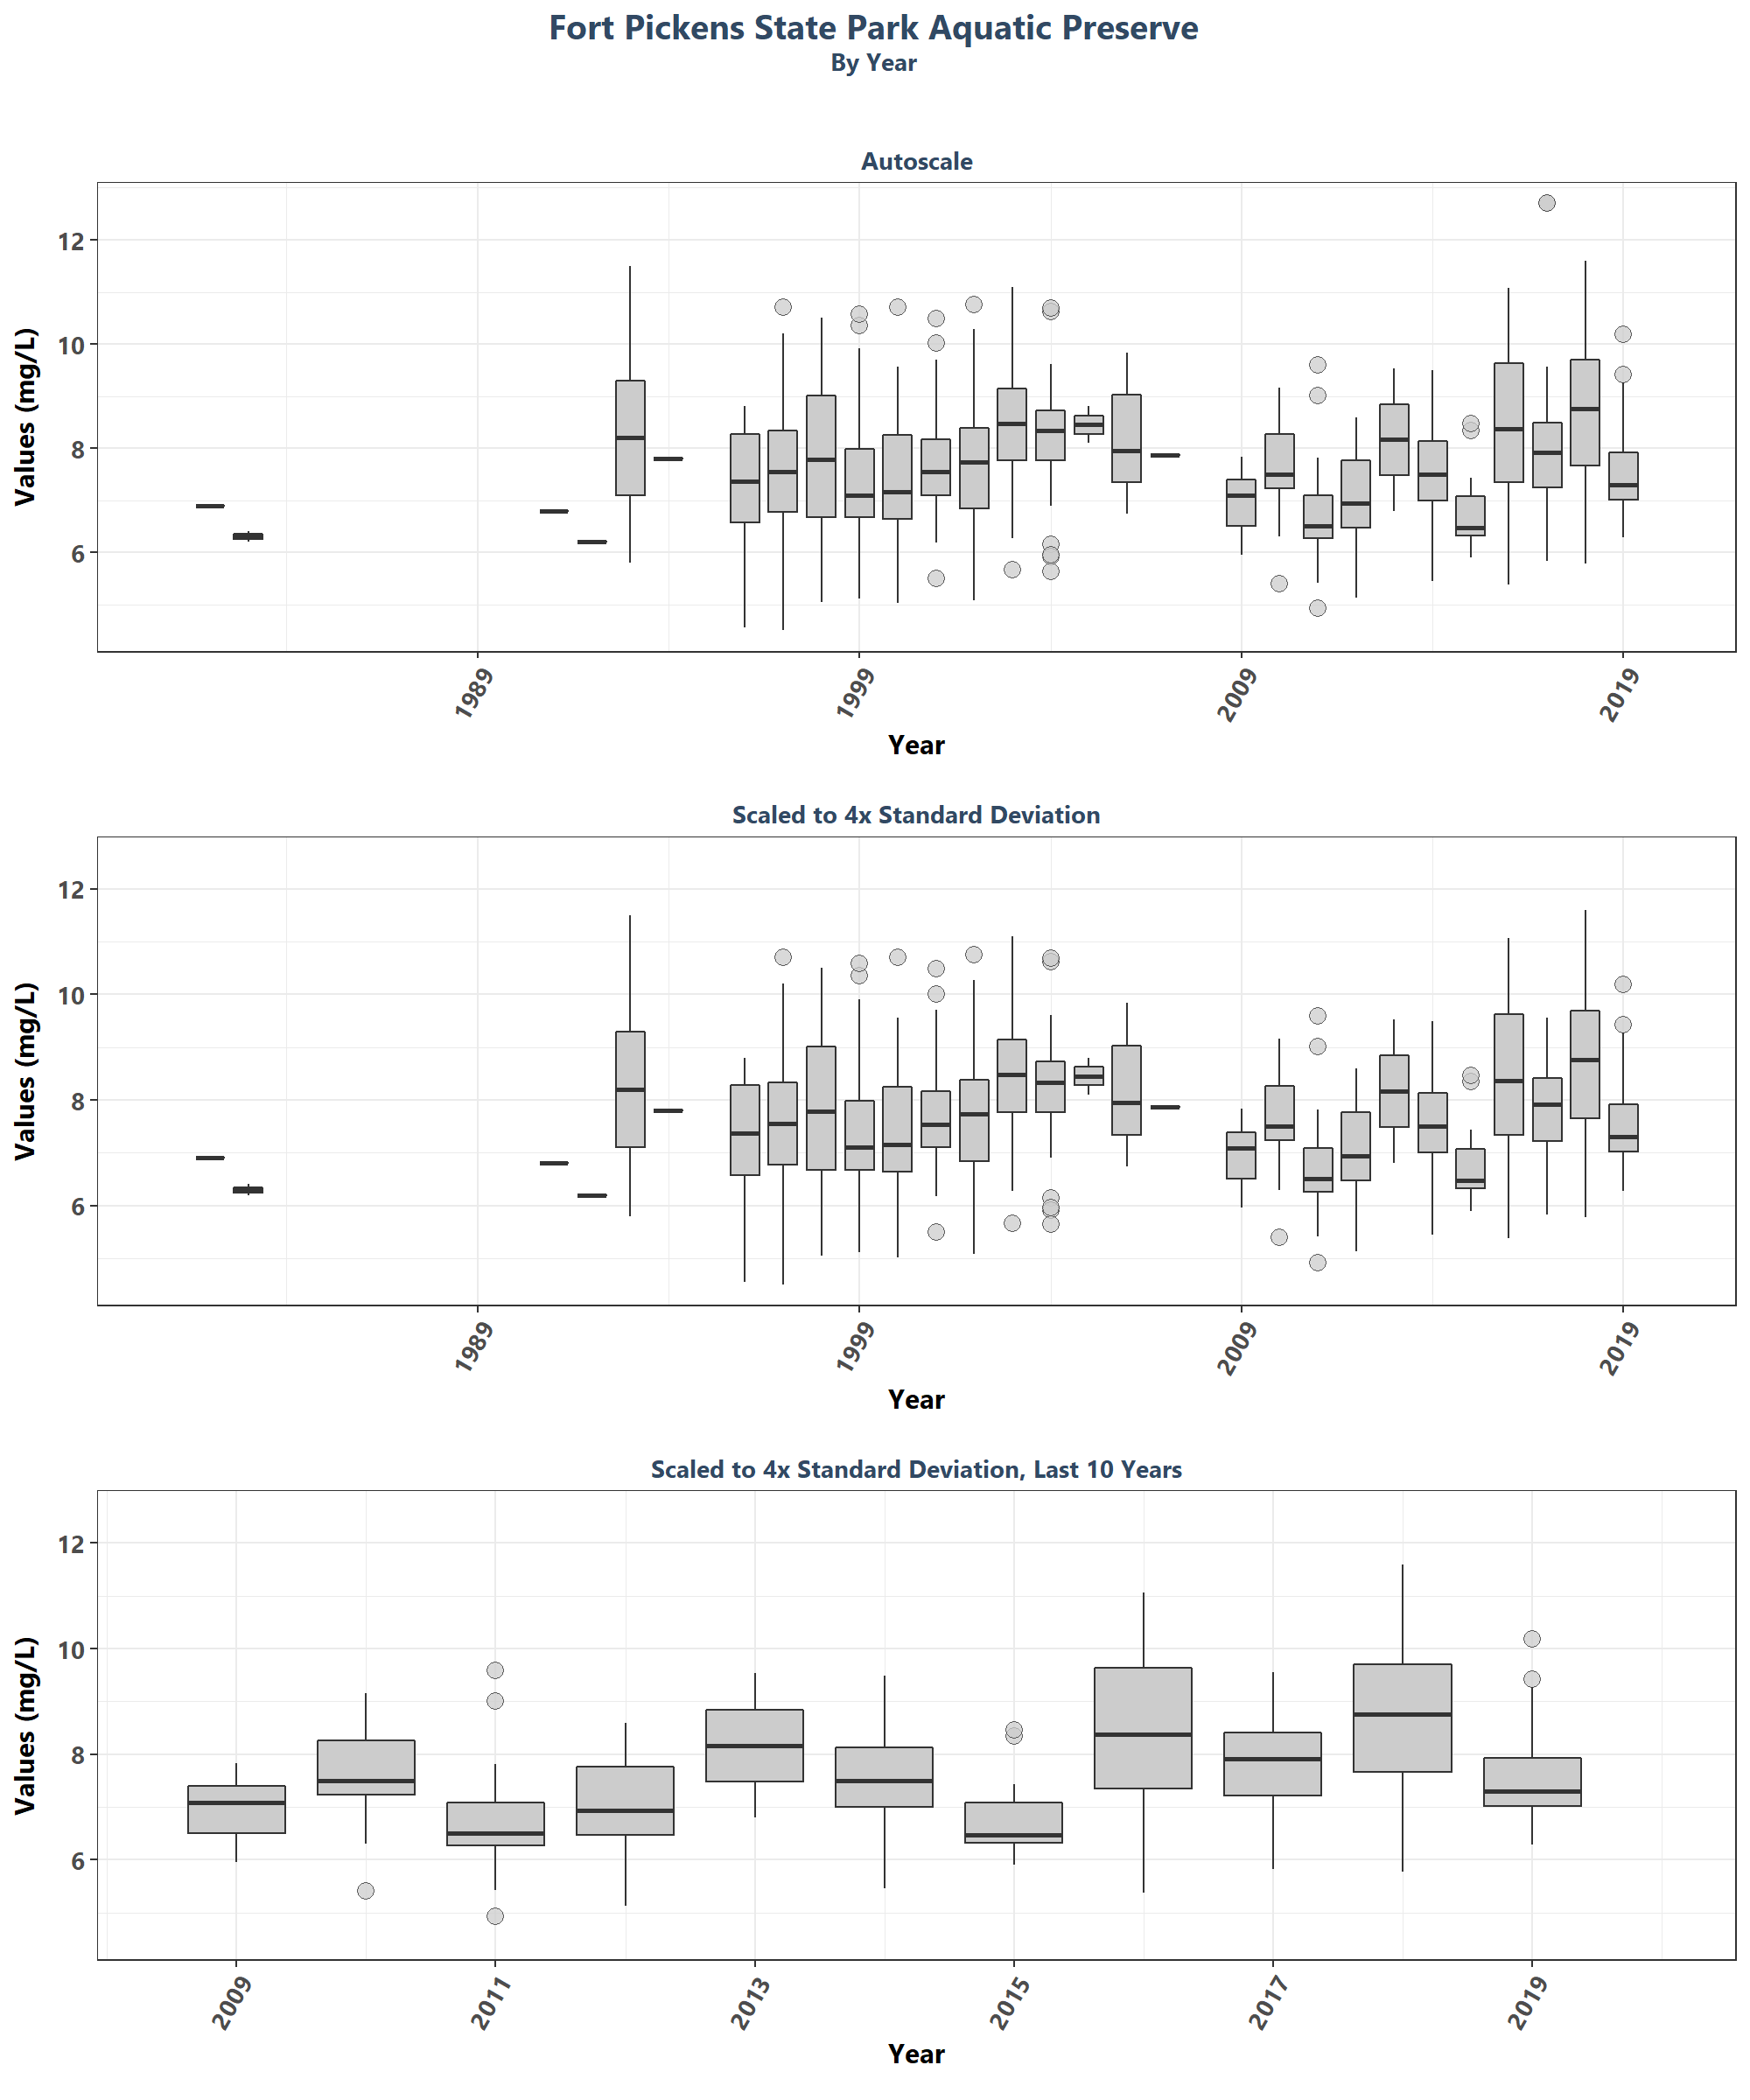 Fort Pickens State Park Aquatic Preserve
By Year
Autoscale
Values (mg/L)
12
10
8
6
1989
1999
2009
2019
Year
Scaled to 4x Standard Deviation
Values (mg/L)
12
10
8
6
1989
1999
2009
2019
Year
Scaled to 4x Standard Deviation, Last 10 Years
Values (mg/L)
12
10
8
6
2009
2011
2013
2015
2017
2019
Year